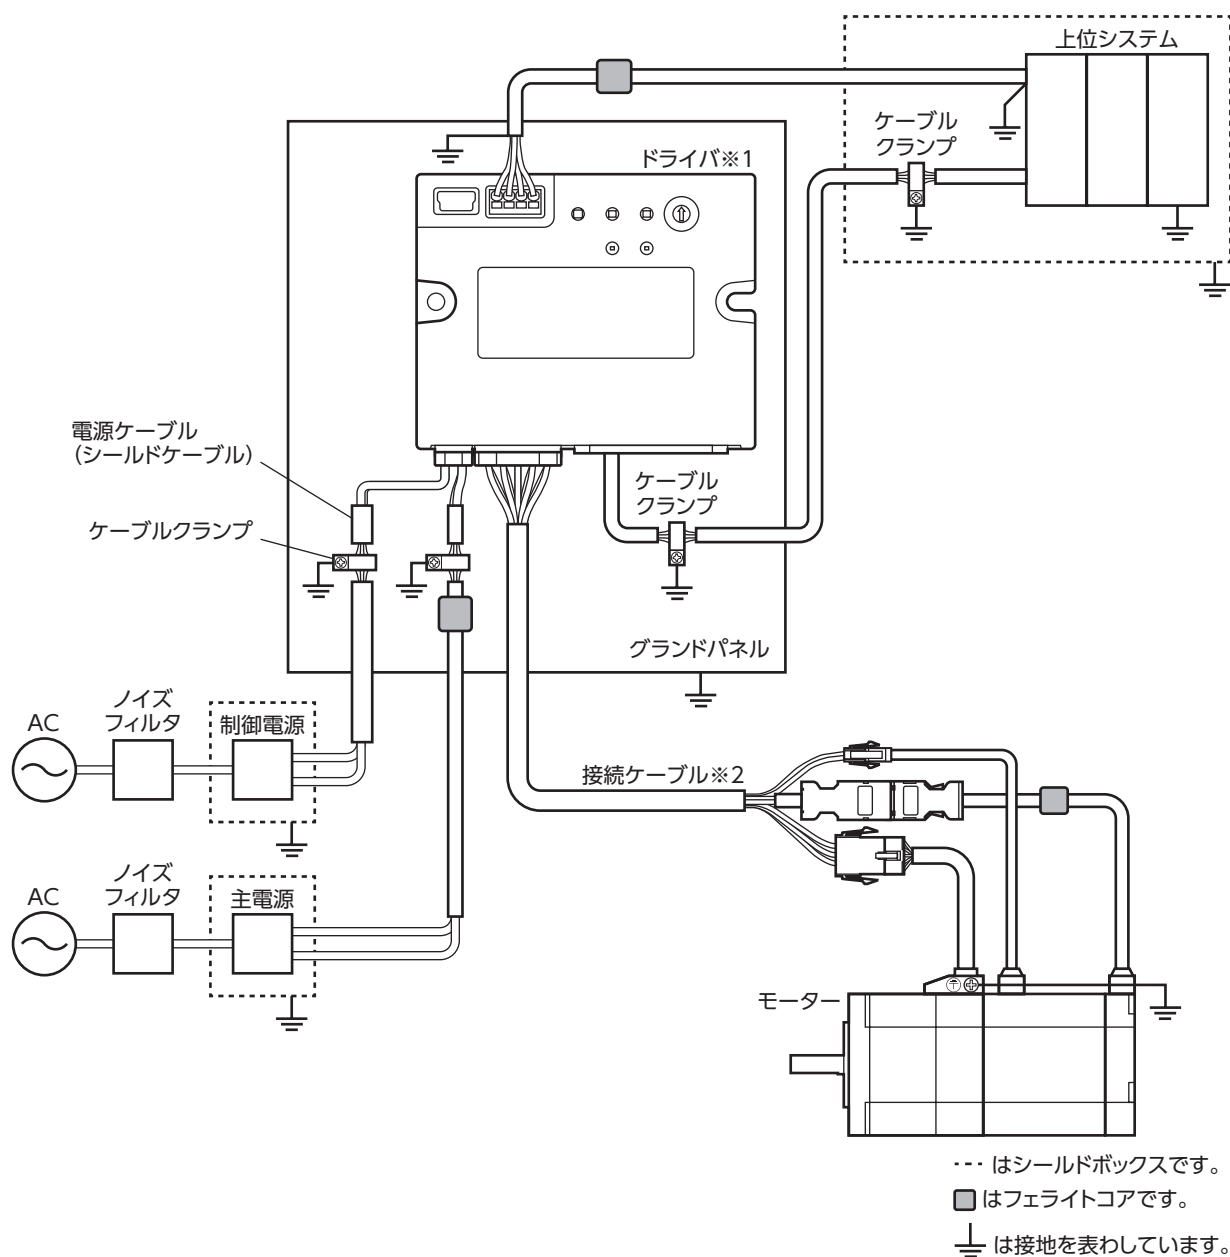 上位システム
ケーブル
クランプ
ドライバ※1
電源ケーブル
（シールドケーブル）
ケーブル
クランプ
ケーブルクランプ
グランドパネル
ノイズ
フィルタ
AC
制御電源
接続ケーブル※2
ノイズ
フィルタ
AC
主電源
モーター
はシールドボックスです。
はフェライトコアです。
は接地を表わしています。